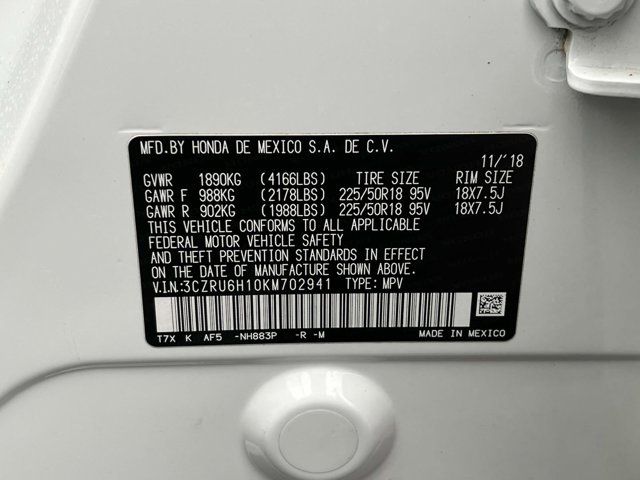 MFD.BY HONDA DE MEXICO S.A. DE C.V.
11/'18
GVWR 1890KG (4166LBS) TIRE SIZE RIM SIZE
GAWR F 988KG (2178LBS) 225/50R18 95V 18X7.5J
GAWR R 902KG (1988LBS) 225/50R18 95V 18X7.5J
THIS VEHICLE CONFORMS TO ALL APPLICABLE
FEDERAL MOTOR VEHICLE SAFETY
AND THEFT PREVENTION STANDARDS IN EFFECT
ON THE DATE OF MANUFACTURE SHOWN ABOVE.
V.I.N:3CZRU6H10KM702941 TYPE: MPV
T7X K AF5 -NH883P -R -M MADE IN MEXICO